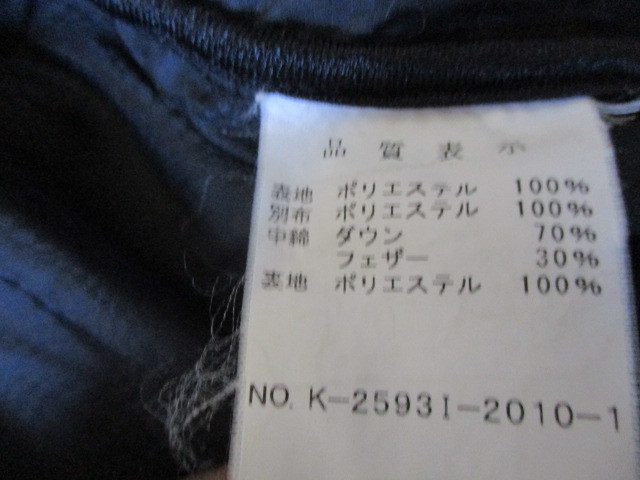 品質表示
表地 ポリエステル 100%
別布 ポリエステル 100%
中綿 ダウン 70%
フェザー 30%
裏地 ポリエステル 100%
NO. K-2593I-2010-1